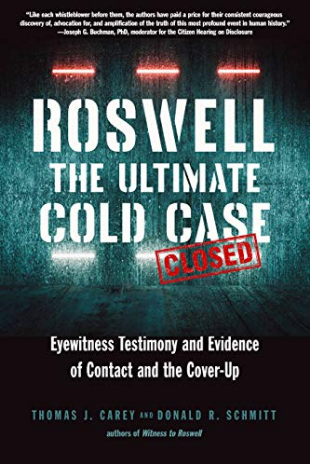 "Like each whistleblower before them, the authors have paid a price for their consistent courageous
discovery of, advocation for, and amplification of the truth of this most profound event in human history."
—Joseph G. Buchman, PhD, moderator for the Citizen Hearing on Disclosure
ROSWELL
THE ULTIMATE
COLD CASE
CLOSED
Eyewitness Testimony and Evidence
of Contact and the Cover-Up
THOMAS J. CAREY AND DONALD R. SCHMITT
authors of Witness to Roswell